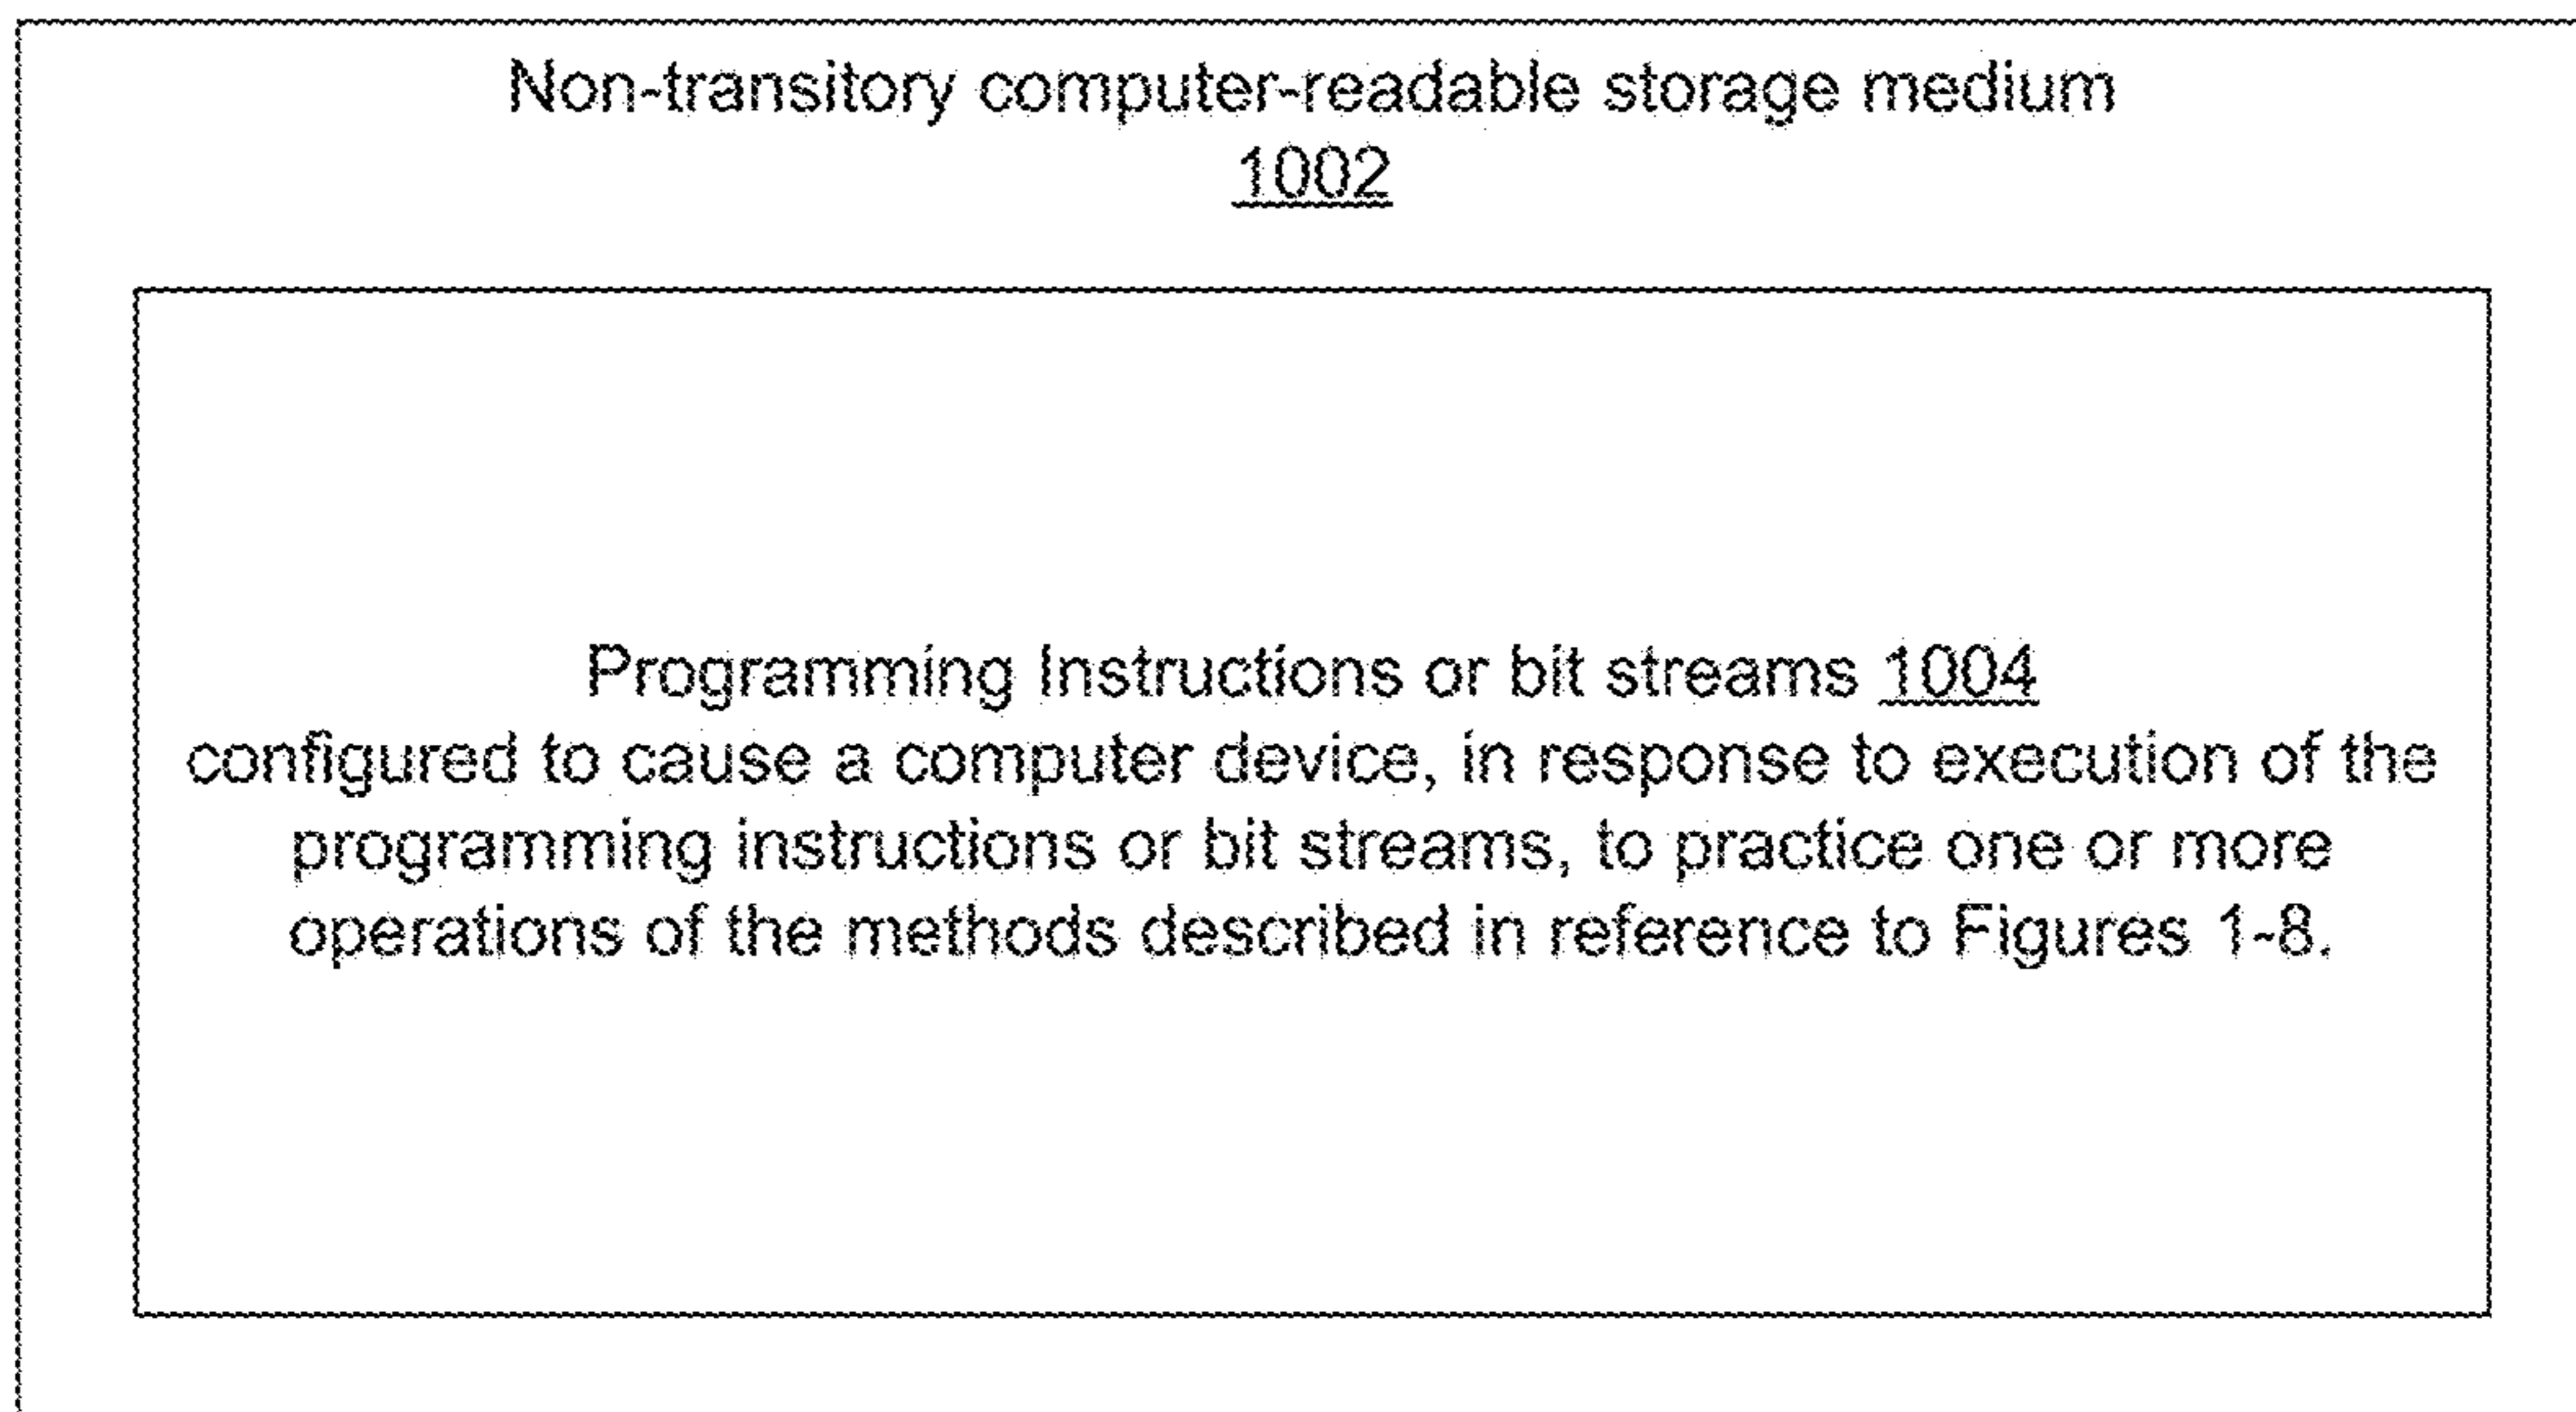 Non-transitory computer-readable storage medium
1002
Programming Instructions or bit streams 1004
configured to cause a computer device, in response to execution of the
programming instructions or bit streams, to practice one or more
operations of the methods described in reference to Figures 1-8.